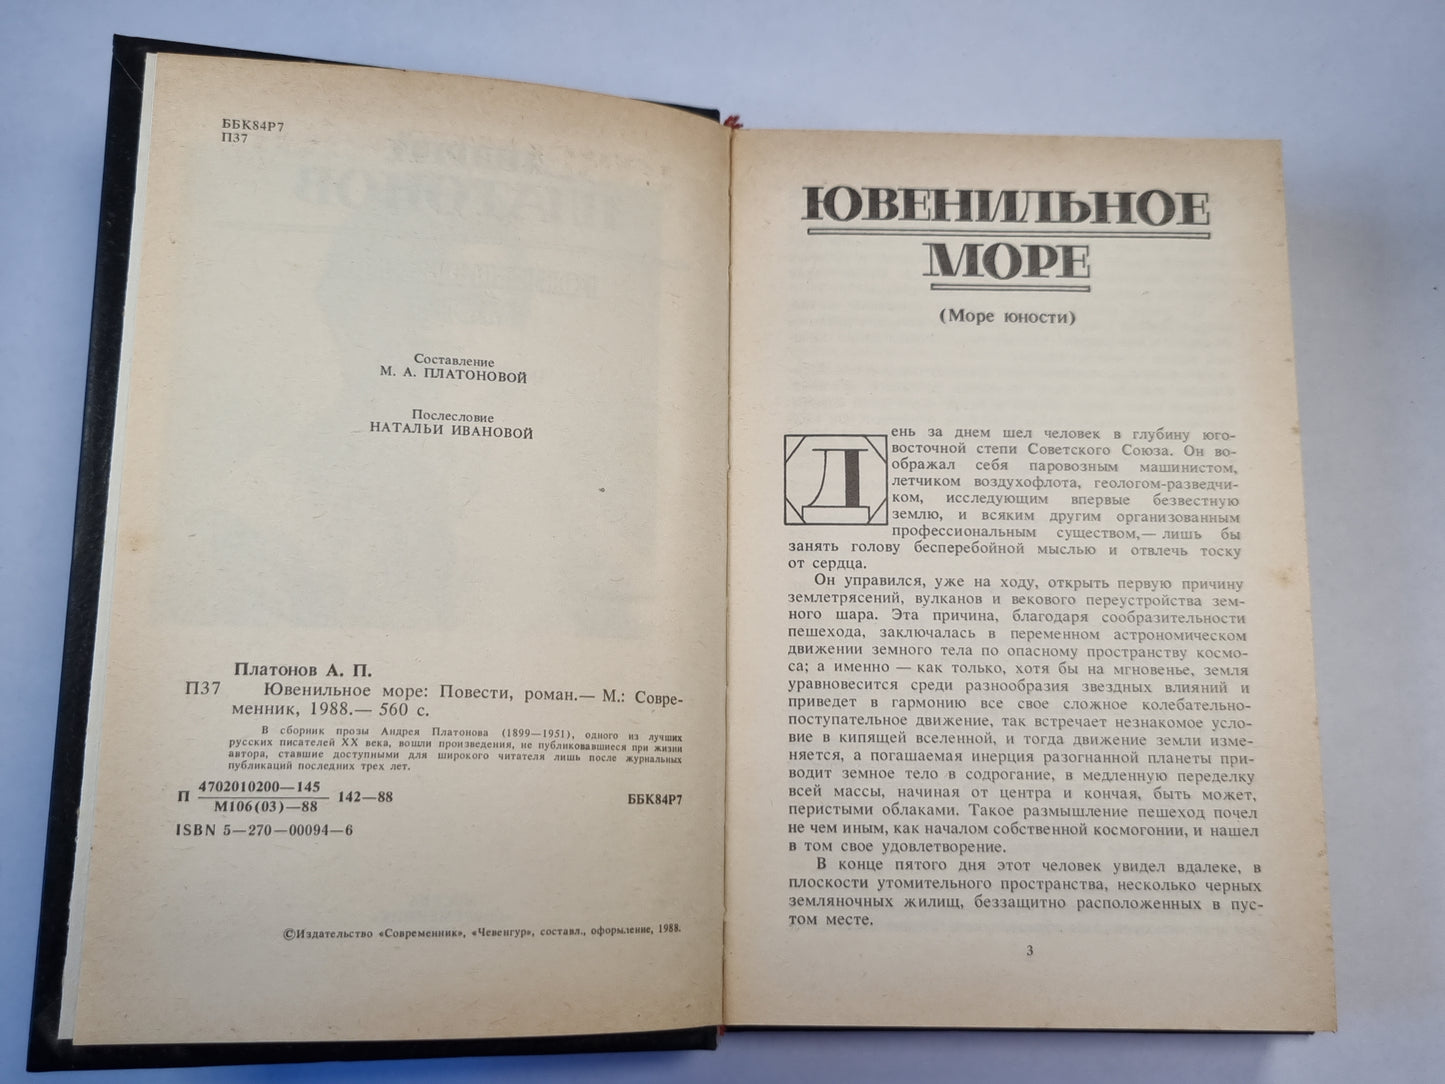 ББК84Р7
П37
Составление
М. А. ПЛАТОНОВОЙ
Послесловие
НАТАЛЬИ ИВАНОВОЙ
Платонов А. П.
П37 Ювенильное море: Повести, роман.— М.: Совре-
менник, 1988.— 560 с.
В сборник прозы Андрея Платонова (1899—1951), одного из лучших
русских писателей XX века, вошли произведения, не публиковавшиеся при жизни
автора, ставшие доступными для широкого читателя лишь после журнальных
публикаций последних трех лет.
П 4702010200—145 142—88
М106(03)—88
ББК84Р7
ISBN 5—270—00094—6
©Издательство «Современник», «Чевенгур», составл., оформление, 1988.
ЮВЕНИЛЬНОЕ
МОРЕ
(Море юности)
День за днем шел человек в глубину юго-
восточной степи Советского Союза. Он во-
ображал себя паровозным машинистом,
летчиком воздухофлота, геологом-разведчи-
ком, исследующим впервые безвестную
землю, и всяким другим организованным
профессиональным существом,— лишь бы
занять голову бесперебойной мыслью и отвлечь тоску
от сердца.
Он управился, уже на ходу, открыть первую причину
землетрясений, вулканов и векового переустройства зем-
ного шара. Эта причина, благодаря сообразительности
пешехода, заключалась в переменном астрономическом
движении земного тела по опасному пространству космо-
са; а именно — как только, хотя бы на мгновенье, земля
уравновесится среди разнообразия звездных влияний и
приведет в гармонию все свое сложное колебательно-
поступательное движение, так встречает незнакомое усло-
вие в кипящей вселенной, и тогда движение земли изме-
няется, а погашаемая инерция разогнанной планеты при-
водит земное тело в содрогание, в медленную переделку
всей массы, начиная от центра и кончая, быть может,
перистыми облаками. Такое размышление пешеход почел
не чем иным, как началом собственной космогонии, и нашел
в том свое удовлетворение.
В конце пятого дня этот человек увидел вдалеке, в
плоскости утомительного пространства, несколько черных
земляночных жилищ, беззащитно расположенных в пус-
том месте.
3